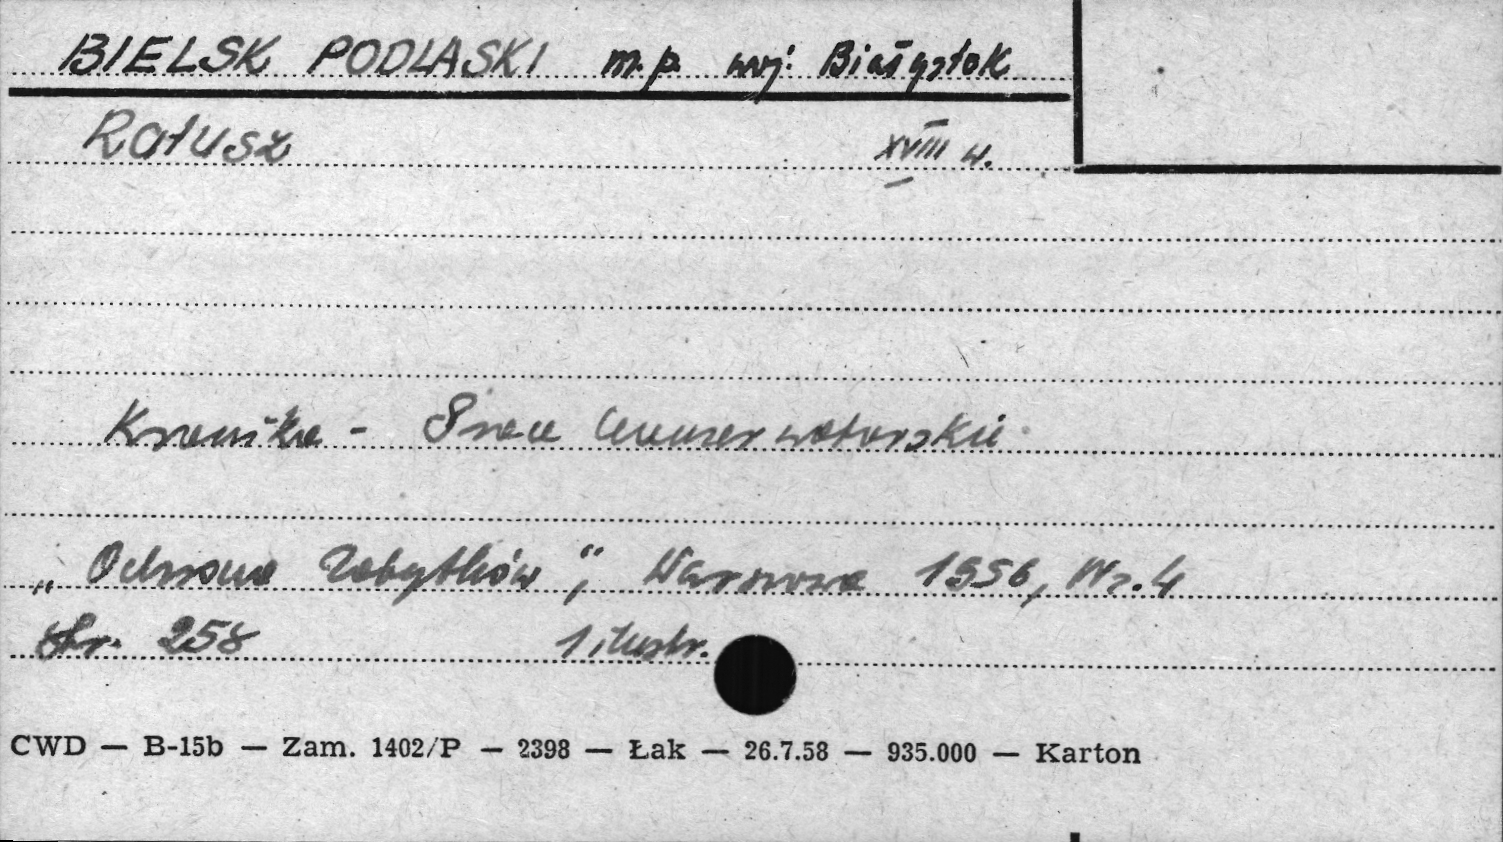 BIELSK PODLASKI m.p. woj. Białystok
Ratusz XVIII w.
Kronika - Prace konserwatorskie
„Ochrona Zabytków", Warszawa 1956, Nr. 4
Str. 258 1 ilustr.
CWD — B-15b — Zam. 1402/P — 2398 — Łak — 26.7.58 — 935.000 — Karton